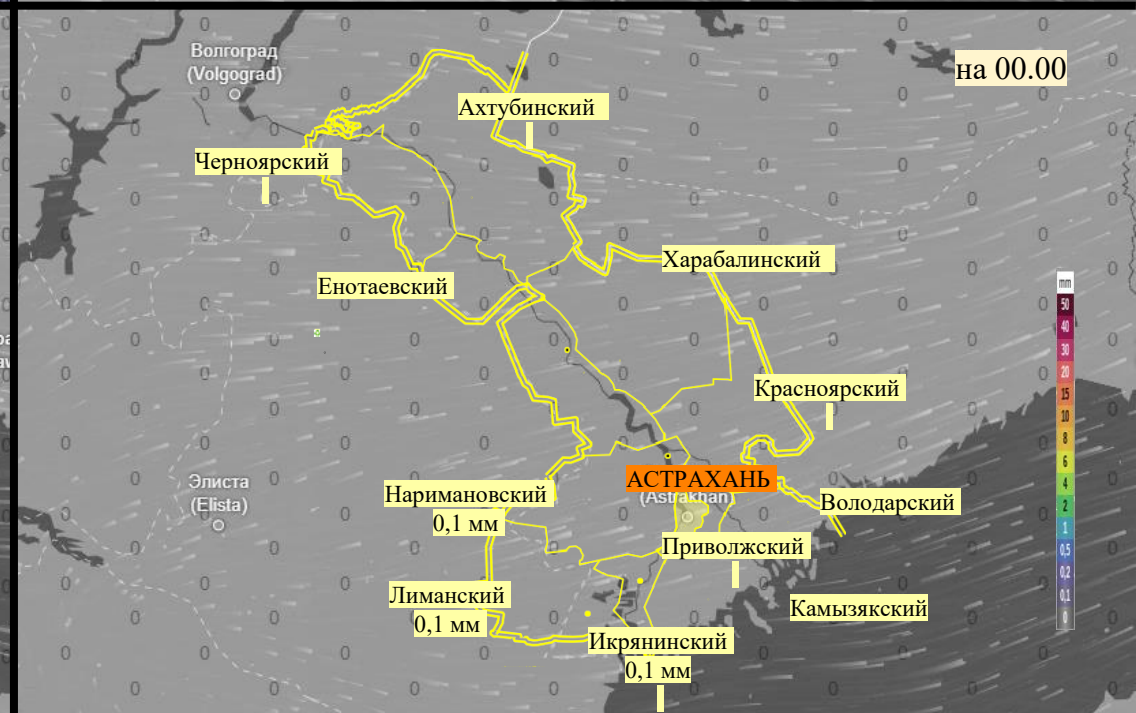 Волгоград
(Volgograd)
на 00.00
Ахтубинский
Черноярский
Харабалинский
Енотаевский
mm
50
40
30
20
15
10
8
6
4
2
1
0,5
0,2
0,1
0
Красноярский
АСТРАХАНЬ
(Astrakhan)
Элиста
(Elista)
Наримановский
0,1 мм
Володарский
Приволжский
Лиманский
0,1 мм
Камызякский
Икрянинский
0,1 мм